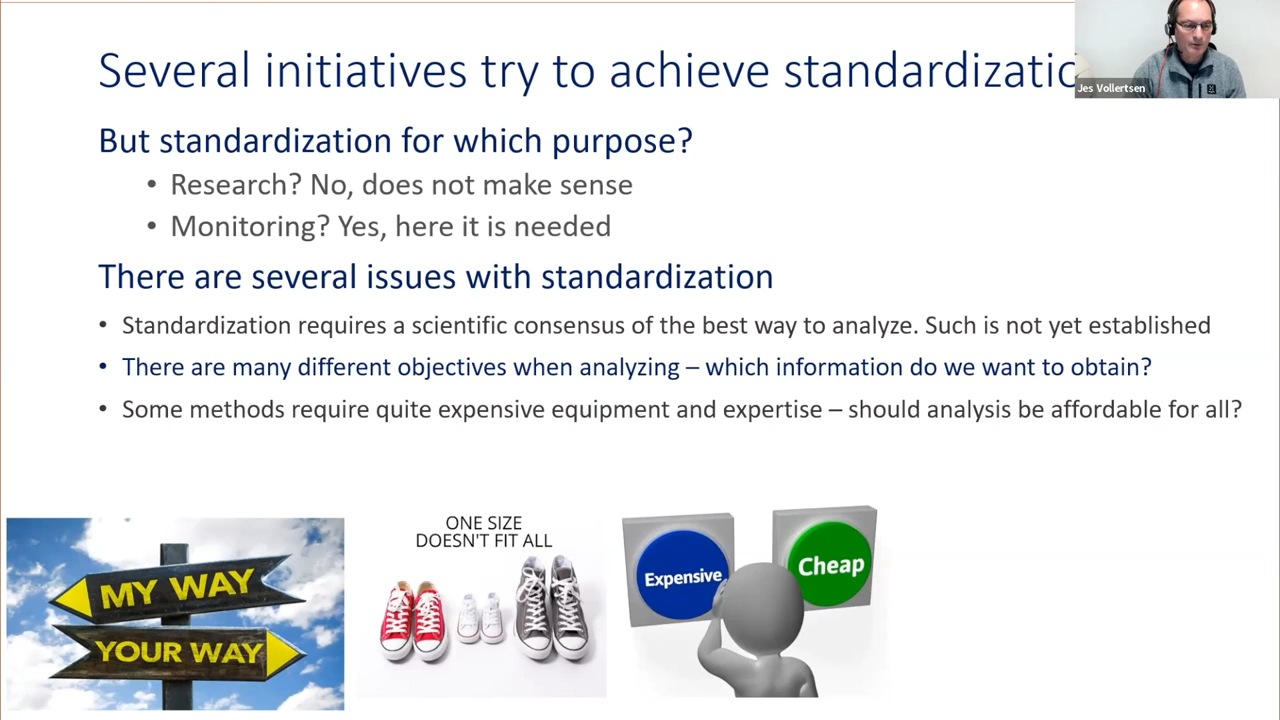 Several initiatives try to achieve standardizatio
Jes Vollertsen
But standardization for which purpose?
• Research? No, does not make sense
• Monitoring? Yes, here it is needed
There are several issues with standardization
• Standardization requires a scientific consensus of the best way to analyze. Such is not yet established
• There are many different objectives when analyzing – which information do we want to obtain?
• Some methods require quite expensive equipment and expertise – should analysis be affordable for all?
MY WAY
YOUR WAY
ONE SIZE
DOESN'T FIT ALL
Expensive
Cheap